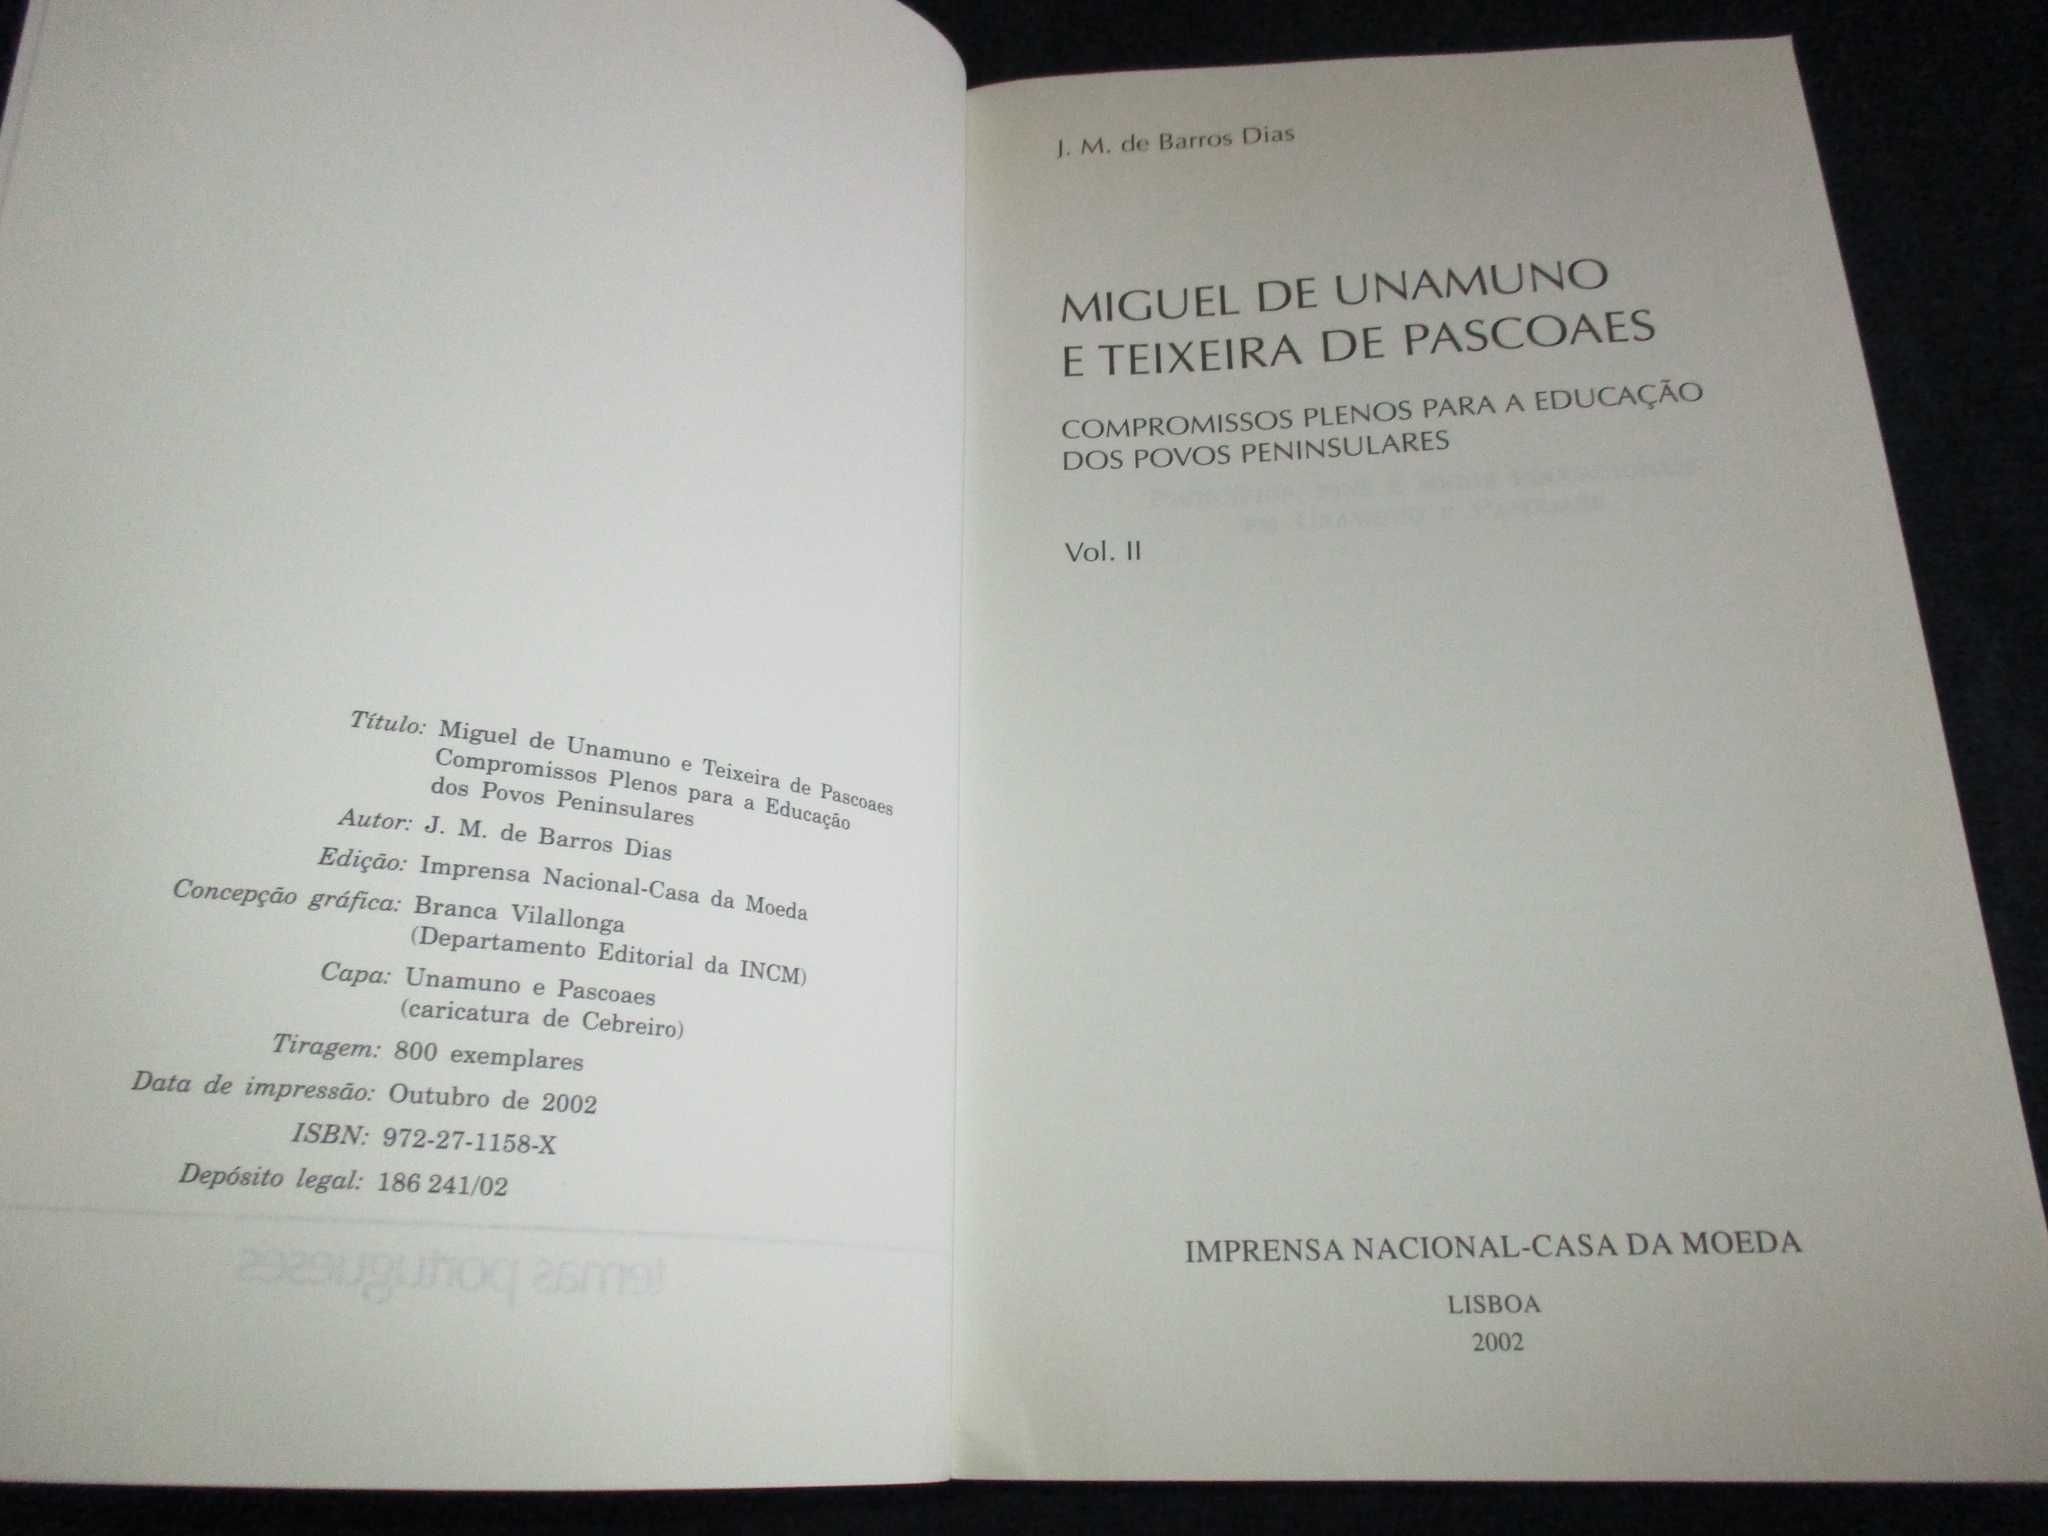 Título: Miguel de Unamuno e Teixeira de Pascoaes
Compromissos Plenos para a Educação
dos Povos Peninsulares
Autor: J. M. de Barros Dias
Edição: Imprensa Nacional-Casa da Moeda
Concepção gráfica: Branca Vilallonga
(Departamento Editorial da INCM)
Capa: Unamuno e Pascoaes
(caricatura de Cebreiro)
Tiragem: 800 exemplares
Data de impressão: Outubro de 2002
ISBN: 972-27-1158-X
Depósito legal: 186 241/02
temas portugueses
J. M. de Barros Dias
MIGUEL DE UNAMUNO
E TEIXEIRA DE PASCOAES
COMPROMISSOS PLENOS PARA A EDUCAÇÃO
DOS POVOS PENINSULARES
Vol. II
IMPRENSA NACIONAL-CASA DA MOEDA
LISBOA
2002